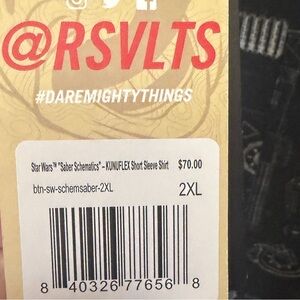 @RSVLTS
#DAREMIGHTYTHINGS
Star Wars™ "Saber Schematics" - KUNUFLEX Short Sleeve Shirt $70.00
btn-sw-schemsaber-2XL 2XL
8 40326 77656 8